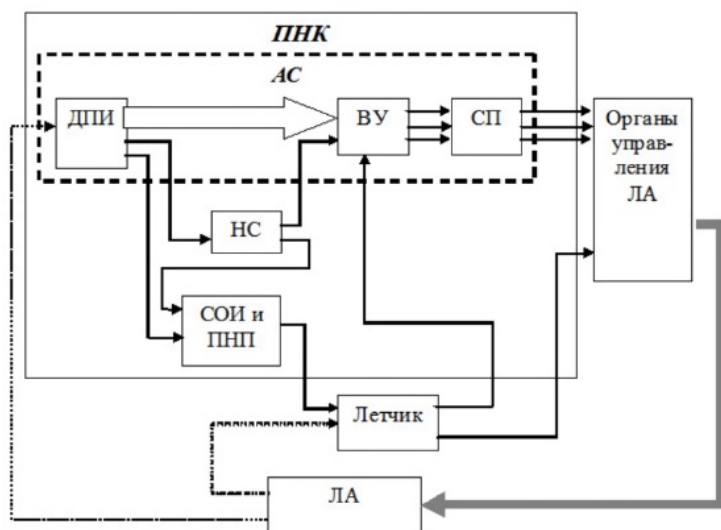 ПНК
АС
ДПИ
ВУ
СП
Органы
управ-
ления
ЛА
НС
СОИ и
ПНП
Летчик
ЛА